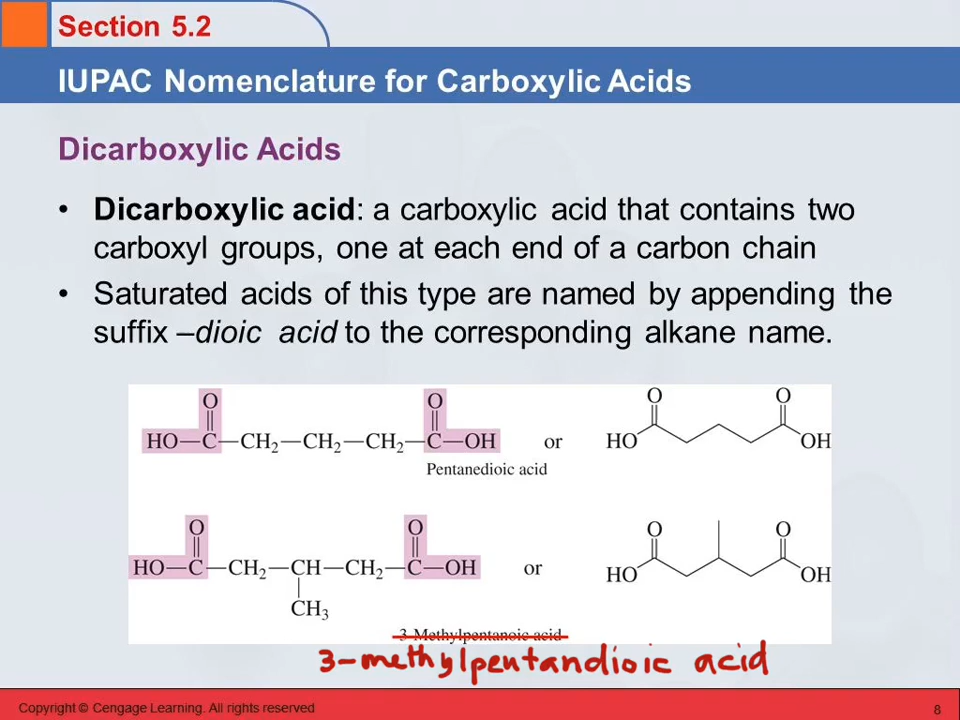 Section 5.2
IUPAC Nomenclature for Carboxylic Acids
Dicarboxylic Acids
• Dicarboxylic acid: a carboxylic acid that contains two
carboxyl groups, one at each end of a carbon chain
• Saturated acids of this type are named by appending the
suffix –dioic acid to the corresponding alkane name.
O O O O
HO—C—CH₂—CH₂—CH₂—C—OH or HO OH
Pentanedioic acid
O O O O
HO—C—CH₂—CH—CH₂—C—OH or HO OH
CH₃
3-Methylpentanoic acid
3-methylpentandioic acid
Copyright © Cengage Learning. All rights reserved 8